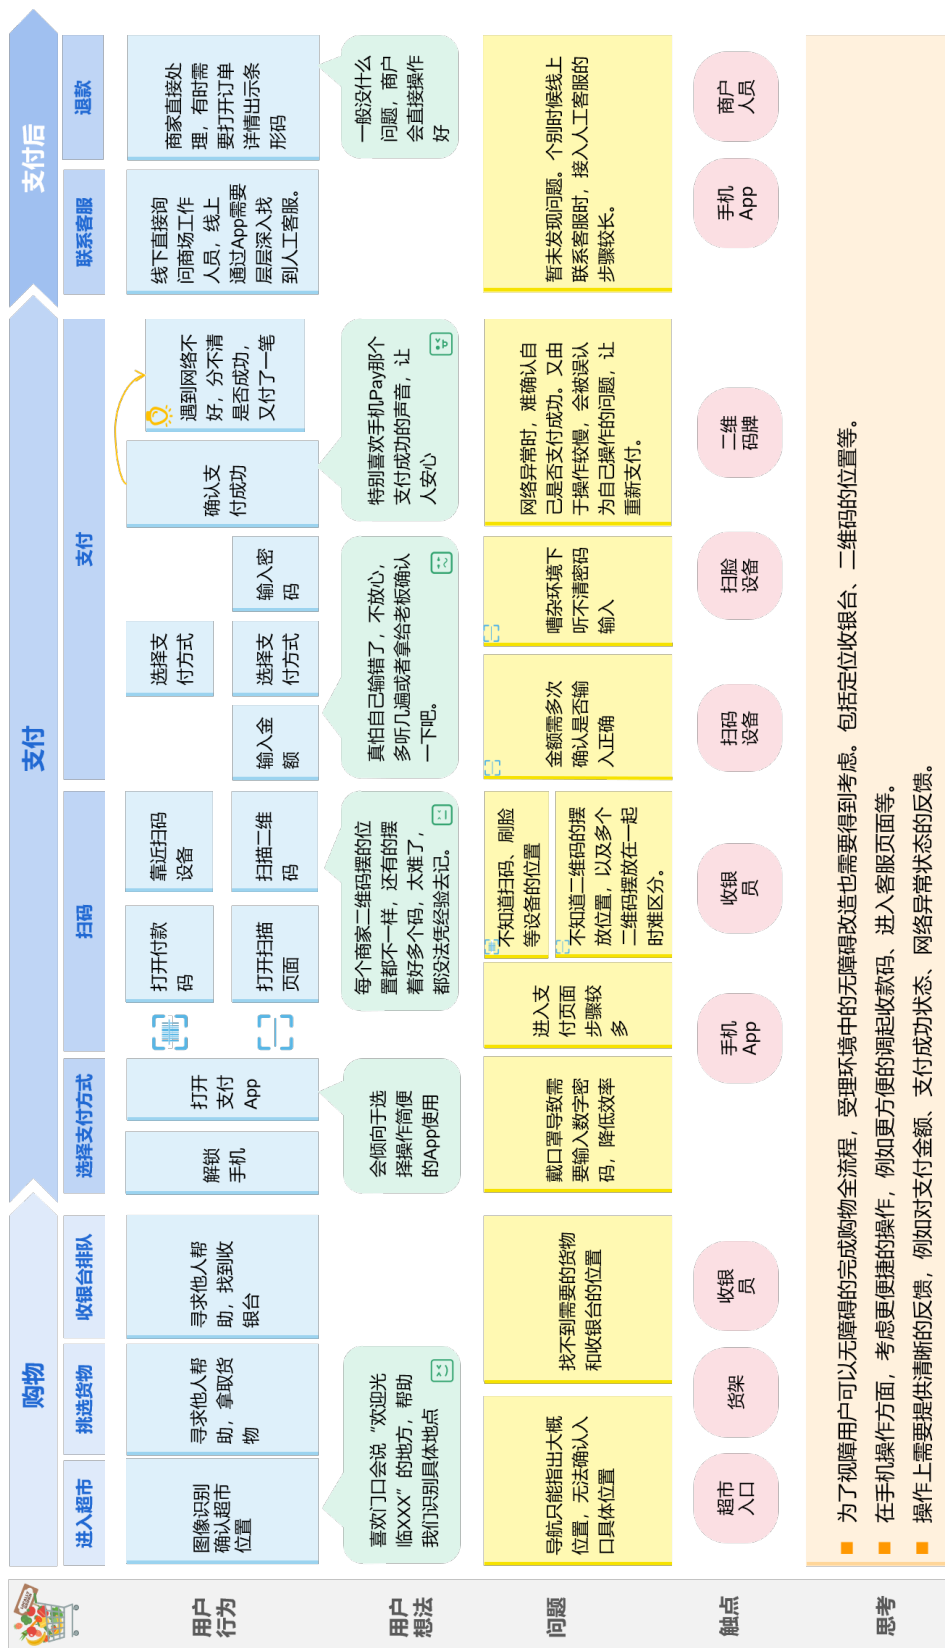 购物
支付
支付后
进入超市
挑选货物
收银台排队
选择支付方式
扫码
支付
联系客服
退款
用户
行为
图像识别
确认超市
位置
寻求他人帮
助，拿取货
物
寻求他人帮
助，找到收
银台
解锁
手机
打开
支付
App
打开付款
码
靠近扫码
设备
打开扫描
页面
扫描二维
码
选择支
付方式
输入金
额
选择支
付方式
输入密
码
确认支
付成功
遇到网络不
好，分不清
是否成功，
又付了一笔
线下直接询
问商场工作
人员，线上
通过App需要
层层深入找
到人工客服。
商家直接处
理，有时需
要打开订单
详情出示条
形码
用户
想法
喜欢门口会说“欢迎光
临XXX”的地方，帮助
我们识别具体地点
会倾向于选
择操作简便
的App使用
每个商家二维码摆的位
置都不一样，还有的摆
着好多个码，太难了，
都没法凭经验去记。
真怕自己输错了，不放心，
多听几遍或者拿给老板确认
一下吧。
特别喜欢手机Pay那个
支付成功的声音，让
人安心
一般没什么
问题，商户
会直接操作
好
问题
导航只能指出大概
位置，无法确认入
口具体位置
找不到需要的货物
和收银台的位置
戴口罩导致需
要输入数字密
码，降低效率
进入支
付页面
步骤较
多
不知道扫码、刷脸
等设备的位置
不知道二维码的摆
放位置，以及多个
二维码摆放在一起
时难区分。
金额需多次
确认是否输
入正确
嘈杂环境下
听不清密码
输入
网络异常时，难确认自
己是否支付成功。又由
于操作较慢，会被误认
为自己操作的问题，让
重新支付。
暂未发现问题。个别时候线上
联系客服时，接入人工客服的
步骤较长。
触点
超市
入口
货架
收银
员
手机
App
收银
员
扫码
设备
扫脸
设备
二维
码牌
手机
App
商户
人员
思考
为了视障用户可以无障碍的完成购物全流程，受理环境中的无障碍改造也需要得到考虑。包括定位收银台、二维码的位置等。
在手机操作方面，考虑更便捷的操作，例如更方便的调起收款码、进入客服页面等。
操作上需要提供清晰的反馈，例如对支付金额、支付成功状态、网络异常状态的反馈。